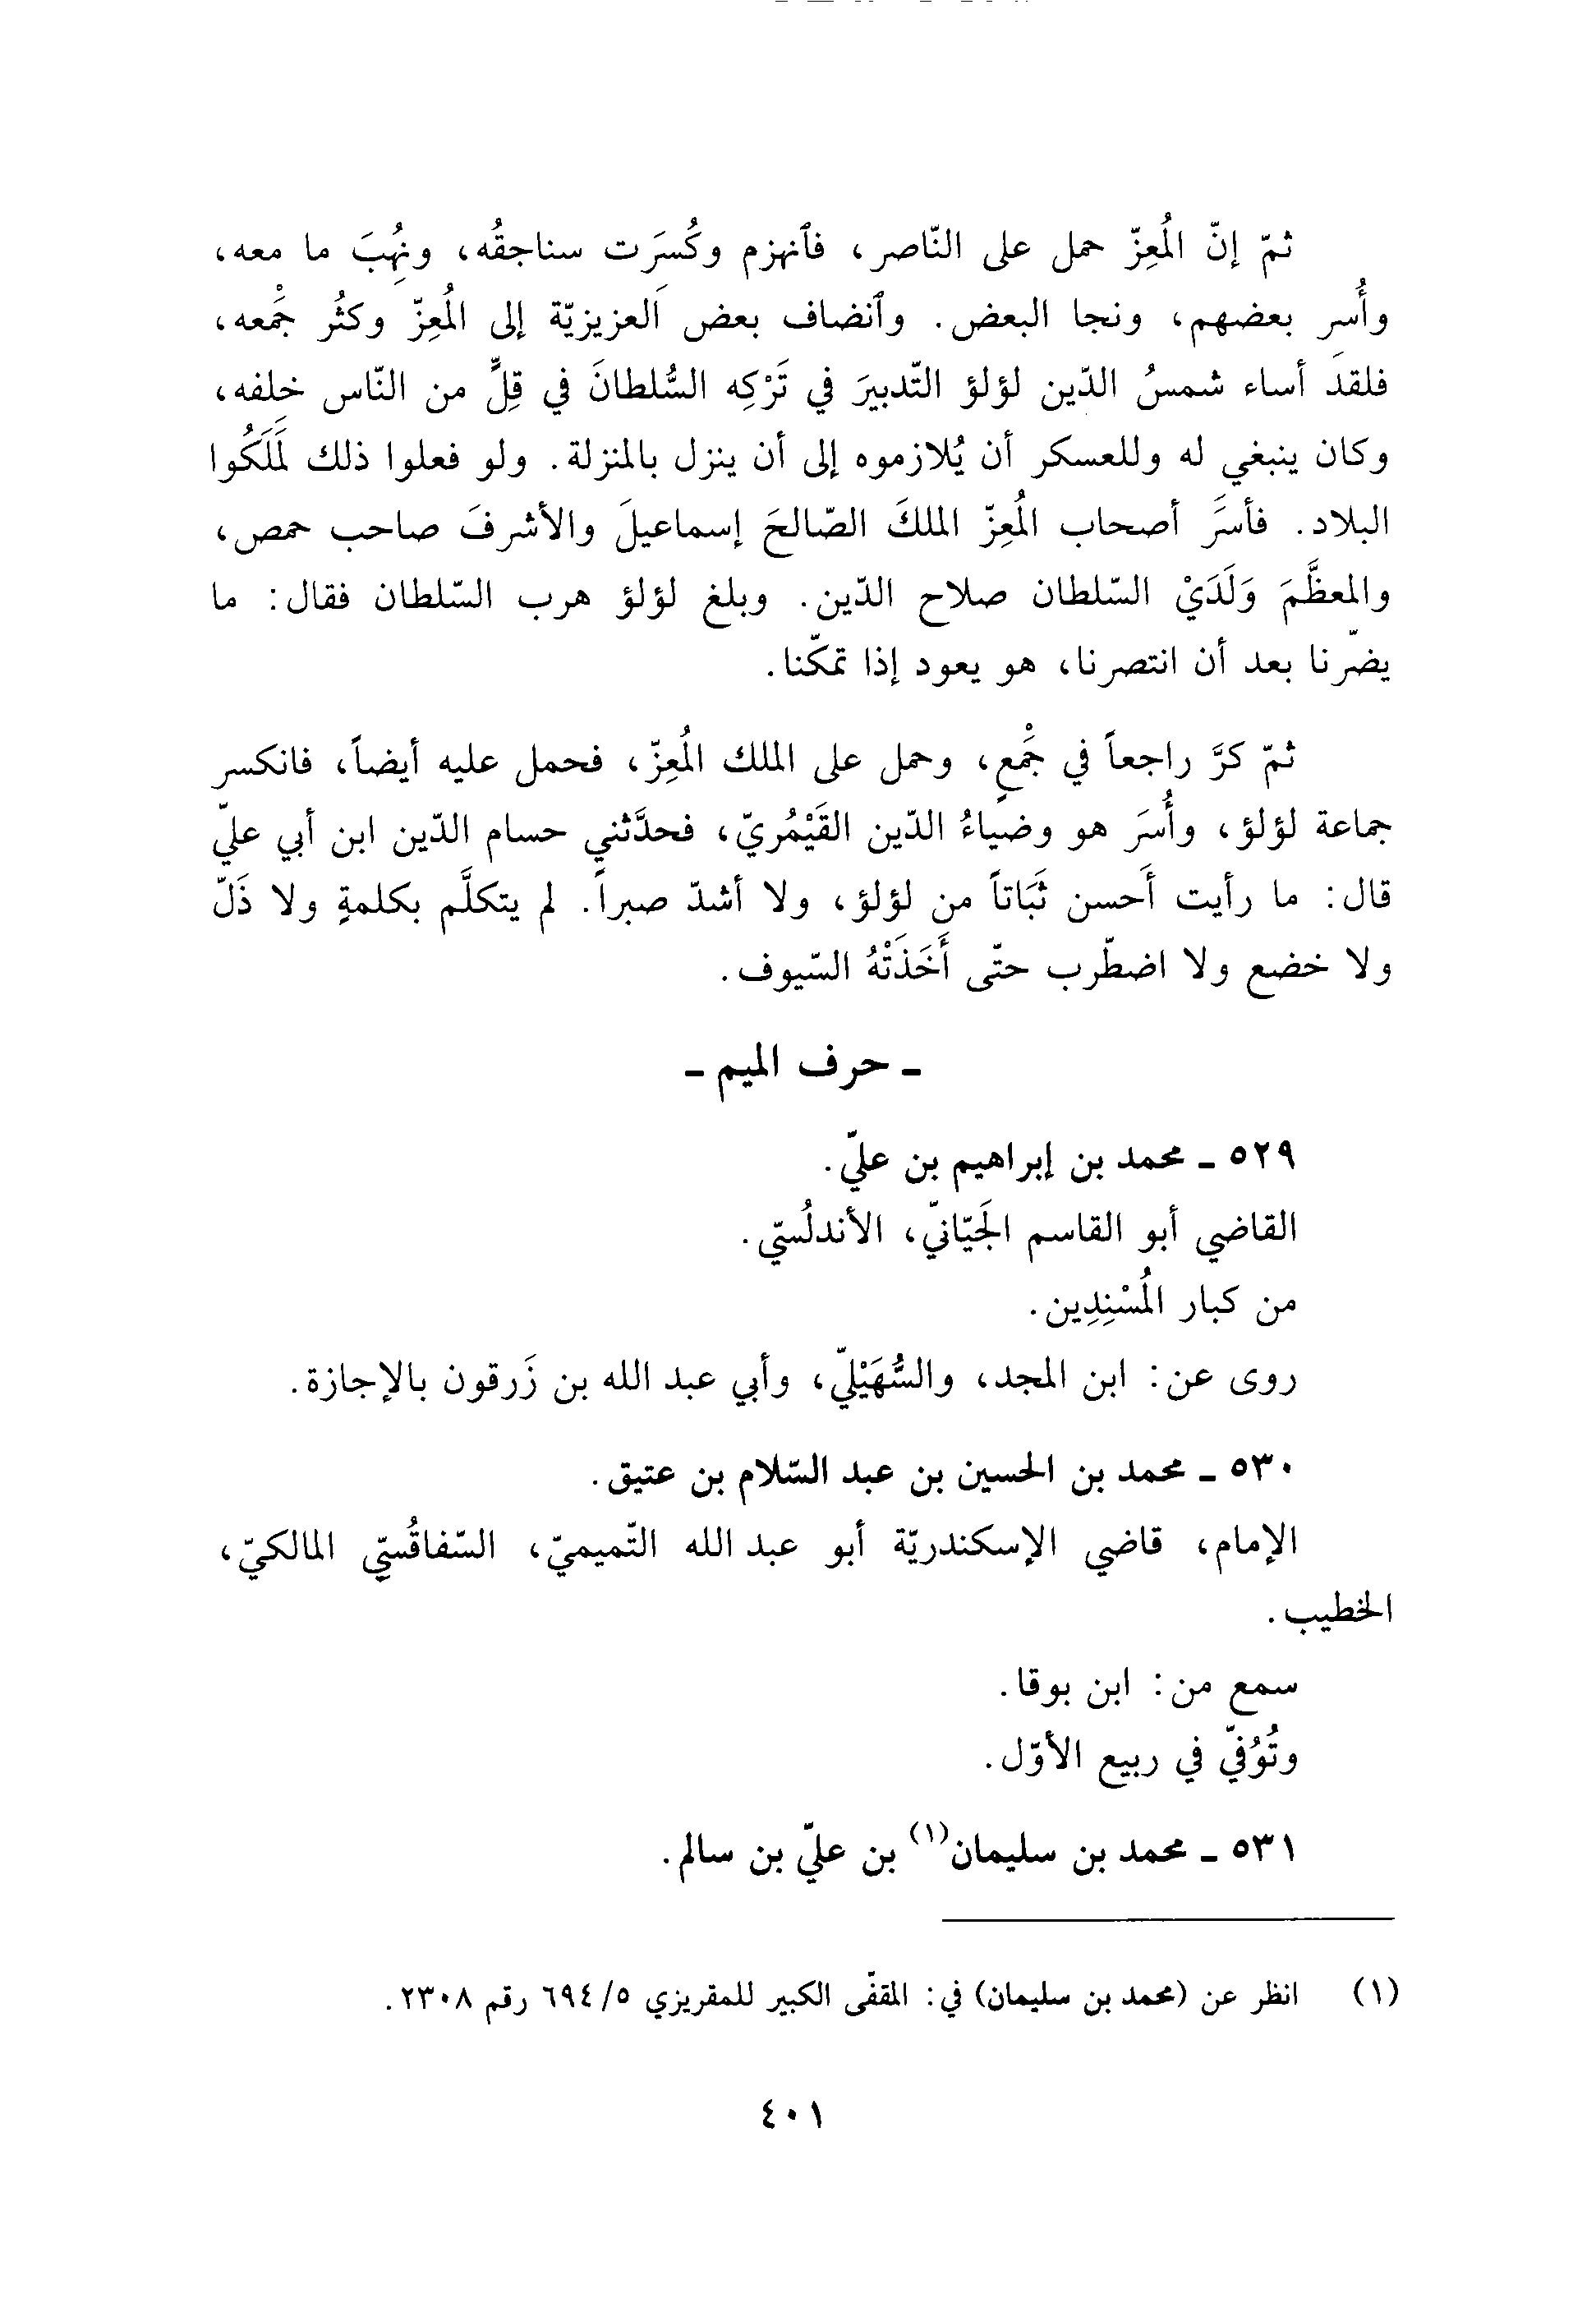 ثمّ إنّ المُعِزّ حمل على النّاصر، فٱنهزم وكُسِرَت سناجقُه، ونُهِبَ ما معه،
وأُسِر بعضهم، ونجا البعض. وٱنضاف بعض العزيزيّة إلى المُعِزّ وكثُر جَمْعه،
فلقد أساء شمسُ الدّين لؤلؤ التّدبيرَ في تَرْكِه السُّلطانَ في قِلٍّ من النّاس خلفه،
وكان ينبغي له وللعسكر أن يُلازموه إلى أن ينزل بالمنزلة. ولو فعلوا ذلك لَمَلَكُوا
البلاد. فأسَرَ أصحاب المُعِزّ الملكَ الصّالحَ إسماعيلَ والأشرفَ صاحب حمص،
والمعظَّمَ وَلَدَيْ السّلطان صلاح الدّين. وبلغ لؤلؤ هرب السّلطان فقال: ما
يضّرنا بعد أن انتصرنا، هو يعود إذا تمكّنا.
ثمّ كرَّ راجعاً في جَمْعٍ، وحمل على الملك المُعِزّ، فحمل عليه أيضاً، فانكسر
جماعة لؤلؤ، وأُسِرَ هو وضياءُ الدّين القَيْمُريّ، فحدَّثني حسام الدّين ابن أبي عليّ
قال: ما رأيت أَحسن ثَبَاتاً من لؤلؤ، ولا أشدّ صبراً. لم يتكلَّم بكلمةٍ ولا ذَلّ
ولا خضع ولا اضطّرب حتّى أَخَذَتْهُ السّيوف.
ـ حرف الميم ـ
٥٢٩ ـ محمد بن إبراهيم بن عليّ.
القاضي أبو القاسم الجَيّانيّ، الأندلُسيّ.
من كبار المُسْنِدِين.
روى عن: ابن المجد، والسُّهَيْليّ، وأبي عبد الله بن زَرقون بالإجازة.
٥٣٠ ـ محمد بن الحسين بن عبد السّلام بن عتيق.
الإمام، قاضي الإسكندريّة أبو عبد الله التّميميّ، السّفاقُسيّ المالكيّ،
الخطيب.
سمع من: ابن بوقا.
وتُوُفيّ في ربيع الأوّل.
٥٣١ ـ محمد بن سليمان(١) بن عليّ بن سالم.
(١) انظر عن (محمد بن سليمان) في: المقفّى الكبير للمقريزي ٥/ ٦٩٤ رقم ٢٣٠٨.
٤٠١